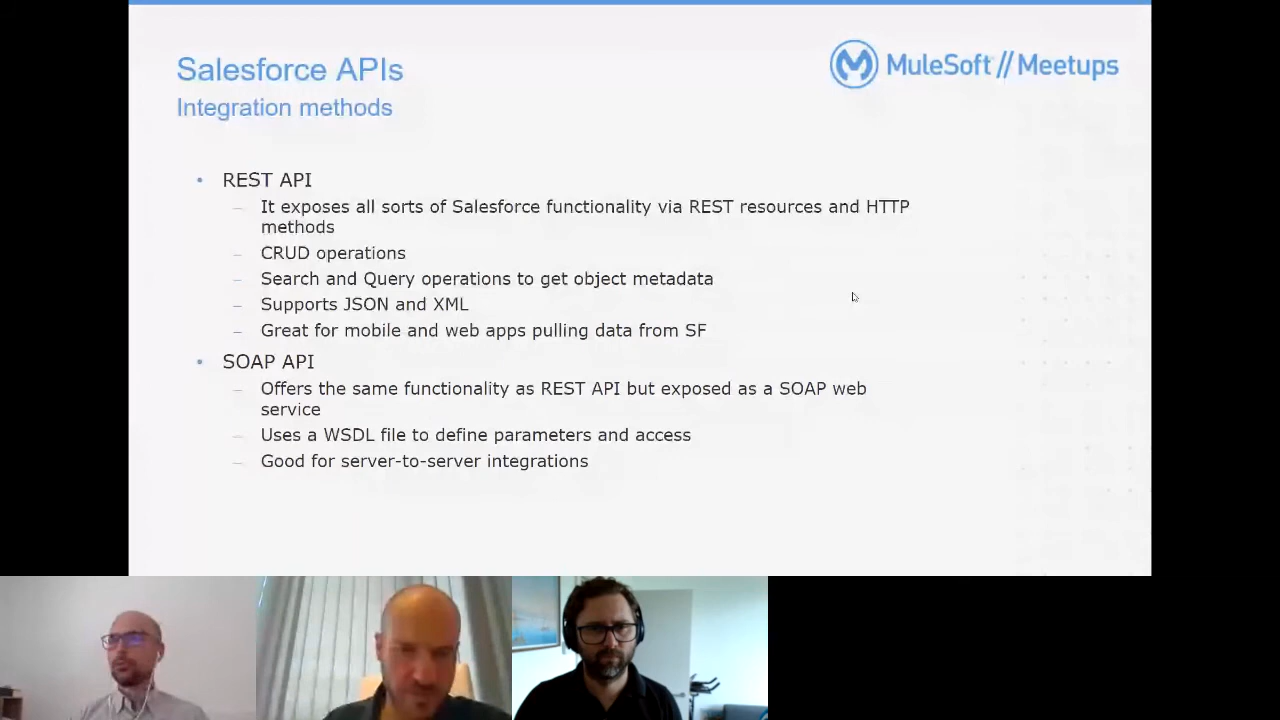 Salesforce APIs
Integration methods
MuleSoft // Meetups
• REST API
– It exposes all sorts of Salesforce functionality via REST resources and HTTP
methods
– CRUD operations
– Search and Query operations to get object metadata
– Supports JSON and XML
– Great for mobile and web apps pulling data from SF
• SOAP API
– Offers the same functionality as REST API but exposed as a SOAP web
service
– Uses a WSDL file to define parameters and access
– Good for server-to-server integrations